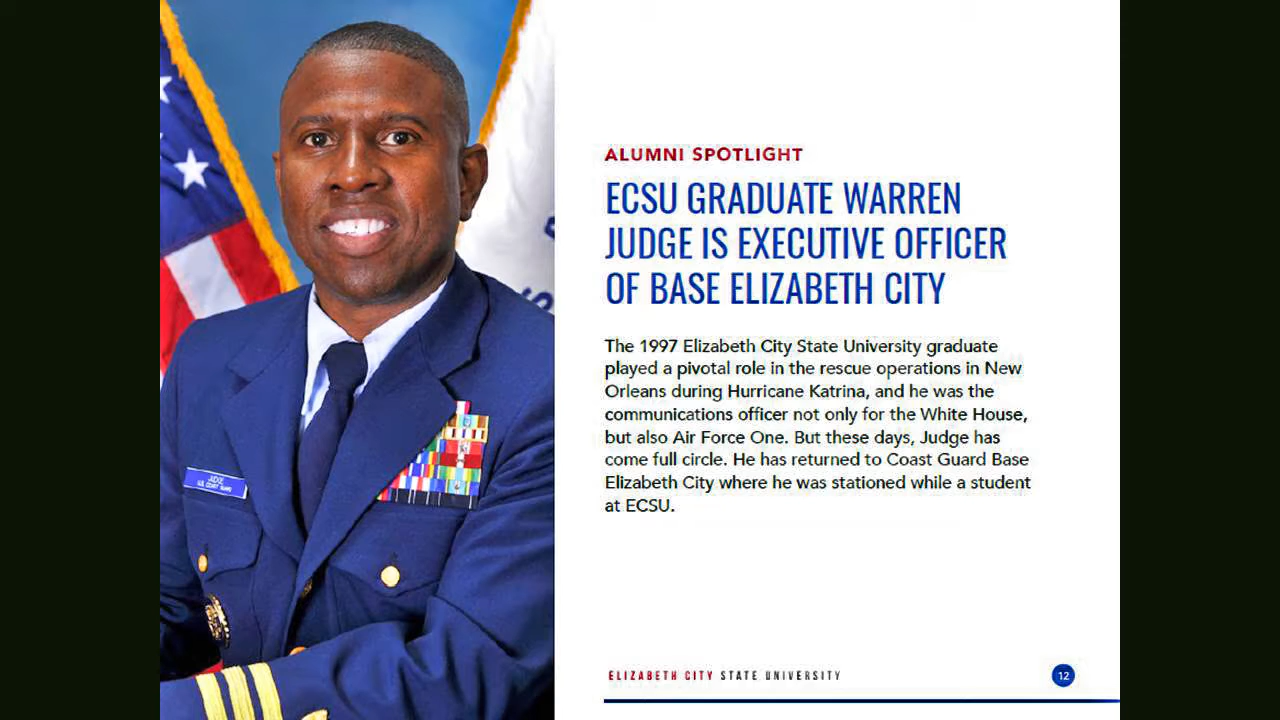 ALUMNI SPOTLIGHT
ECSU GRADUATE WARREN
JUDGE IS EXECUTIVE OFFICER
OF BASE ELIZABETH CITY
The 1997 Elizabeth City State University graduate
played a pivotal role in the rescue operations in New
Orleans during Hurricane Katrina, and he was the
communications officer not only for the White House,
but also Air Force One. But these days, Judge has
come full circle. He has returned to Coast Guard Base
Elizabeth City where he was stationed while a student
at ECSU.
JUDGE
U.S. COAST GUARD
ELIZABETH CITY STATE UNIVERSITY
12